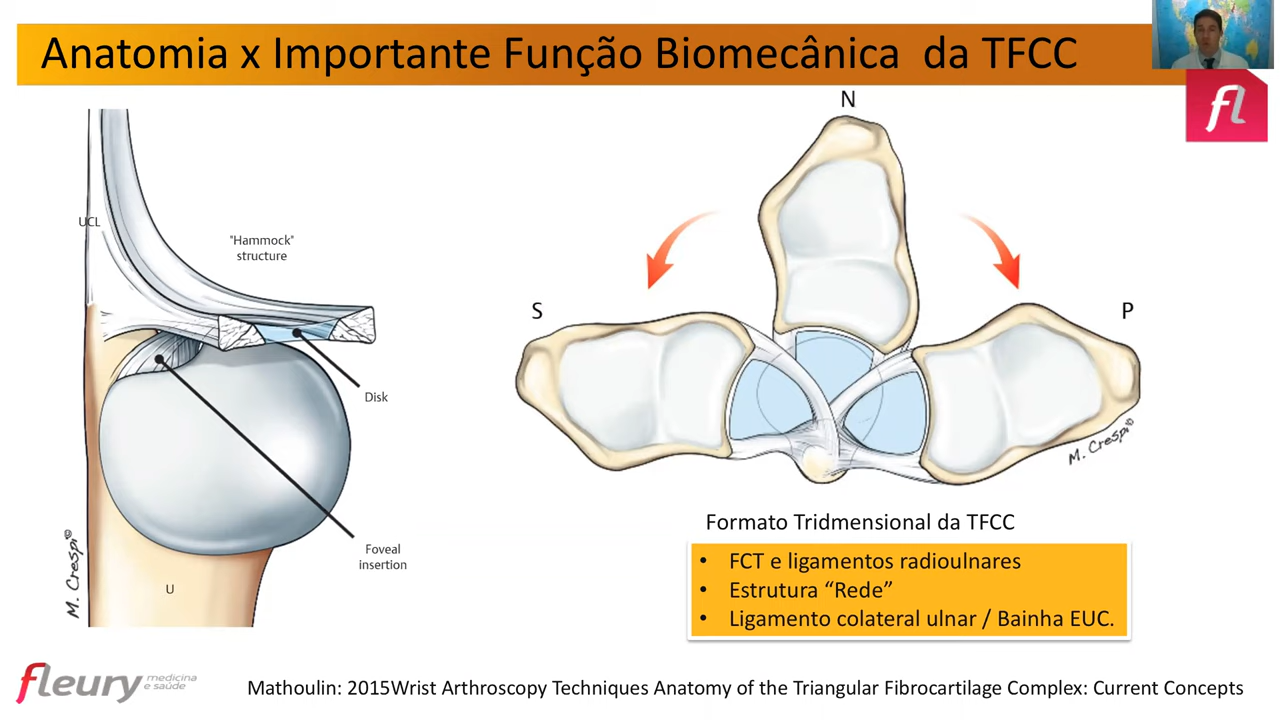 Anatomia x Importante Função Biomecânica da TFCC
fl
N
UCL
"Hammock"
structure
S
P
Disk
M. Crespi©
Foveal
insertion
U
M. Crespi©
Formato Tridmensional da TFCC
• FCT e ligamentos radioulnares
• Estrutura “Rede”
• Ligamento colateral ulnar / Bainha EUC.
fleury medicina
e saúde
Mathoulin: 2015Wrist Arthroscopy Techniques Anatomy of the Triangular Fibrocartilage Complex: Current Concepts